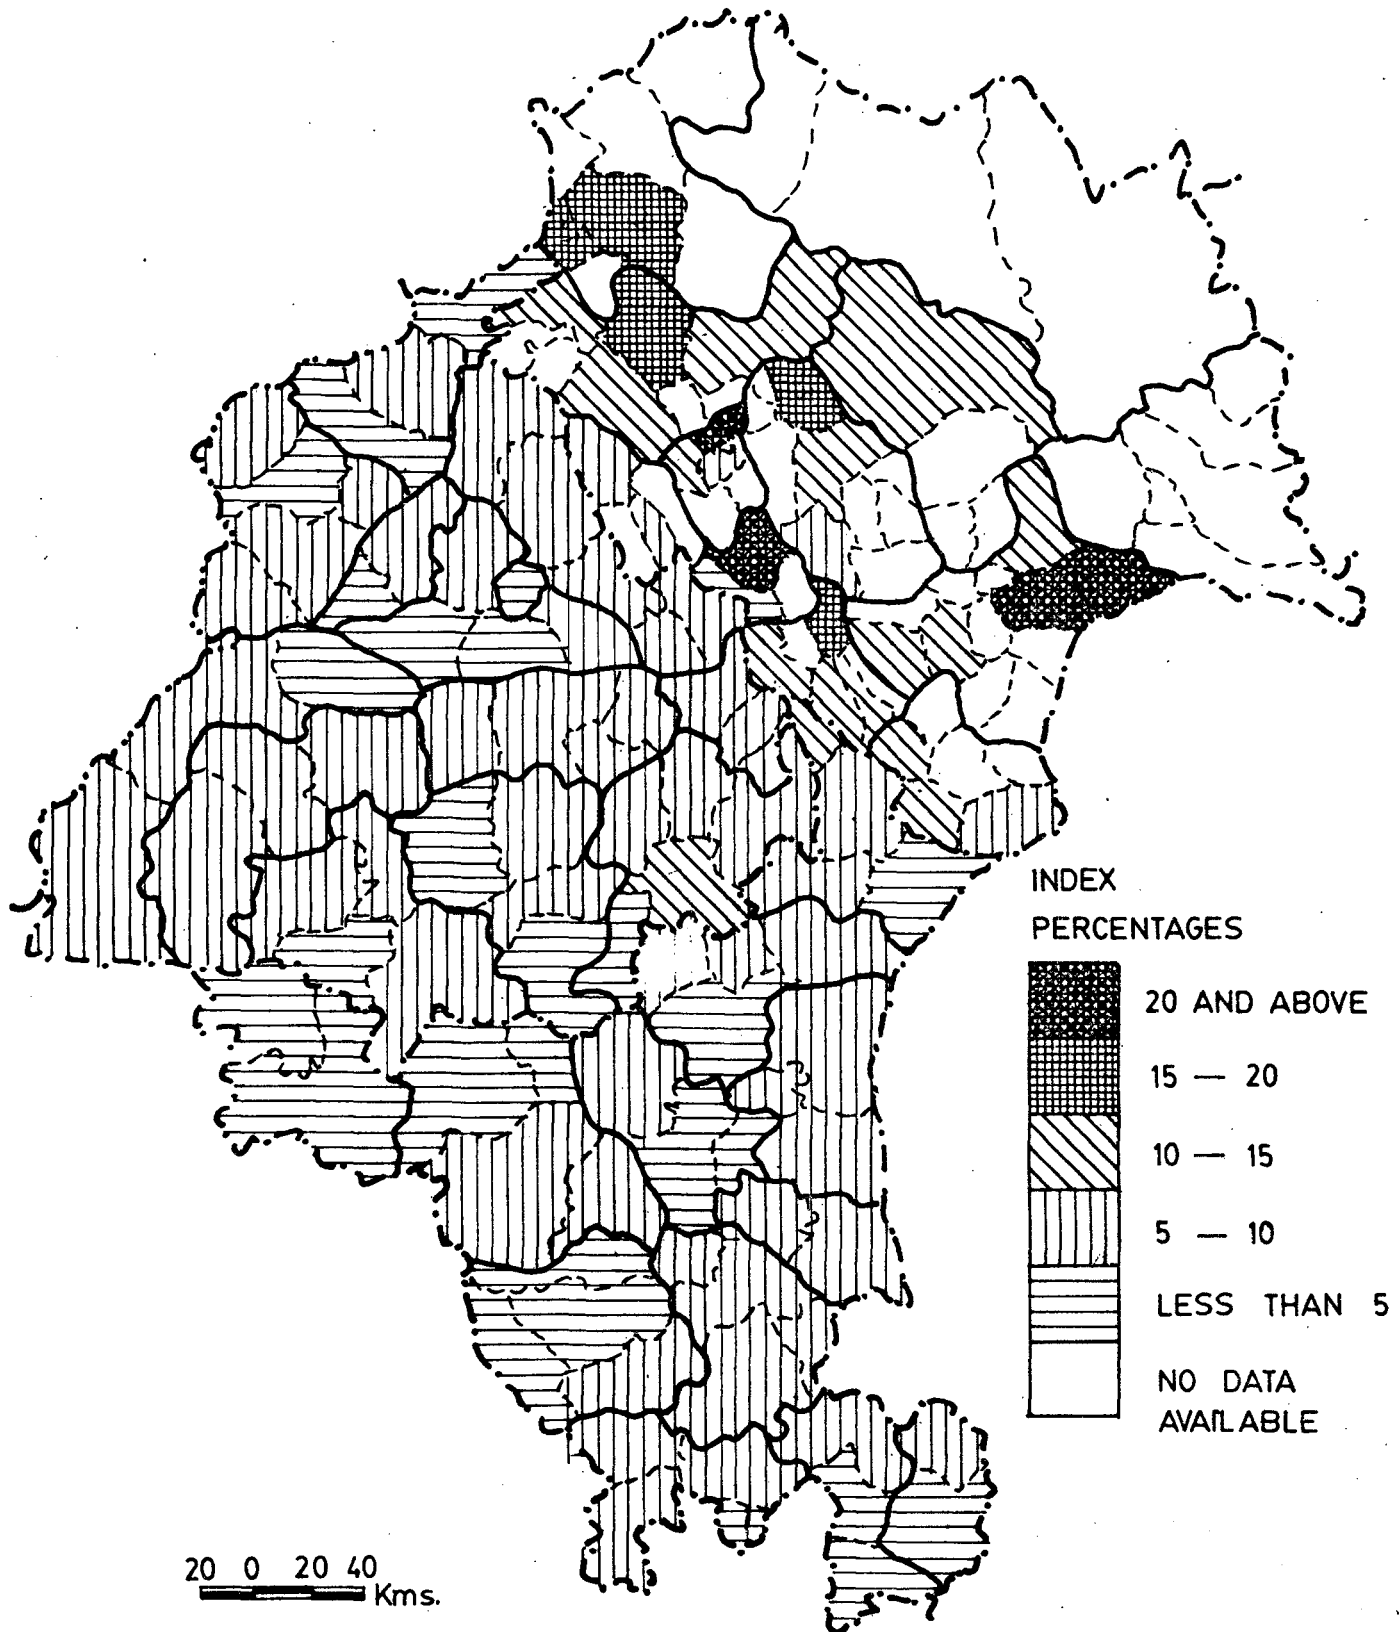 INDEX
PERCENTAGES
20 AND ABOVE
15 — 20
10 — 15
5 — 10
LESS THAN 5
NO DATA
AVAILABLE
20 0 20 40
Kms.